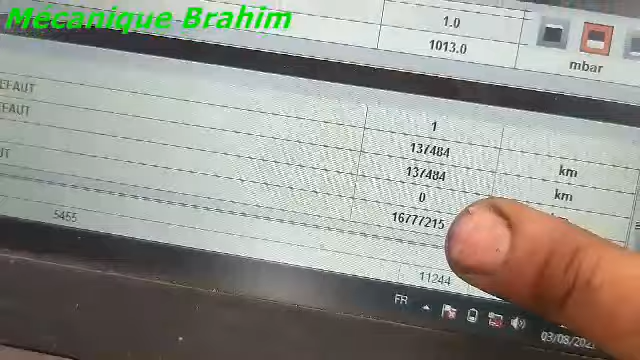 Mécanique Brahim
1.0
1013.0
mbar
EFAUT
1
EFAUT
137484 km
UT
137484 km
0
16777215
5455
11244
FR
03/08/202